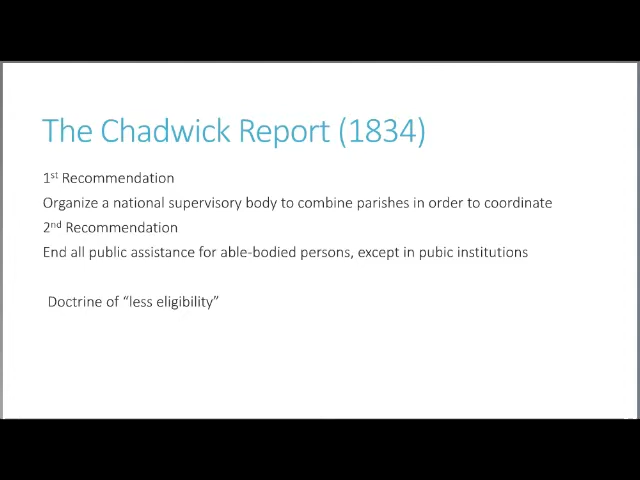 The Chadwick Report (1834)
1st Recommendation
Organize a national supervisory body to combine parishes in order to coordinate
2nd Recommendation
End all public assistance for able-bodied persons, except in pubic institutions
Doctrine of “less eligibility”